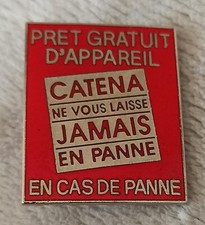 PRET GRATUIT
D'APPAREIL
CATENA
NE VOUS LAISSE
JAMAIS
EN PANNE
EN CAS DE PANNE